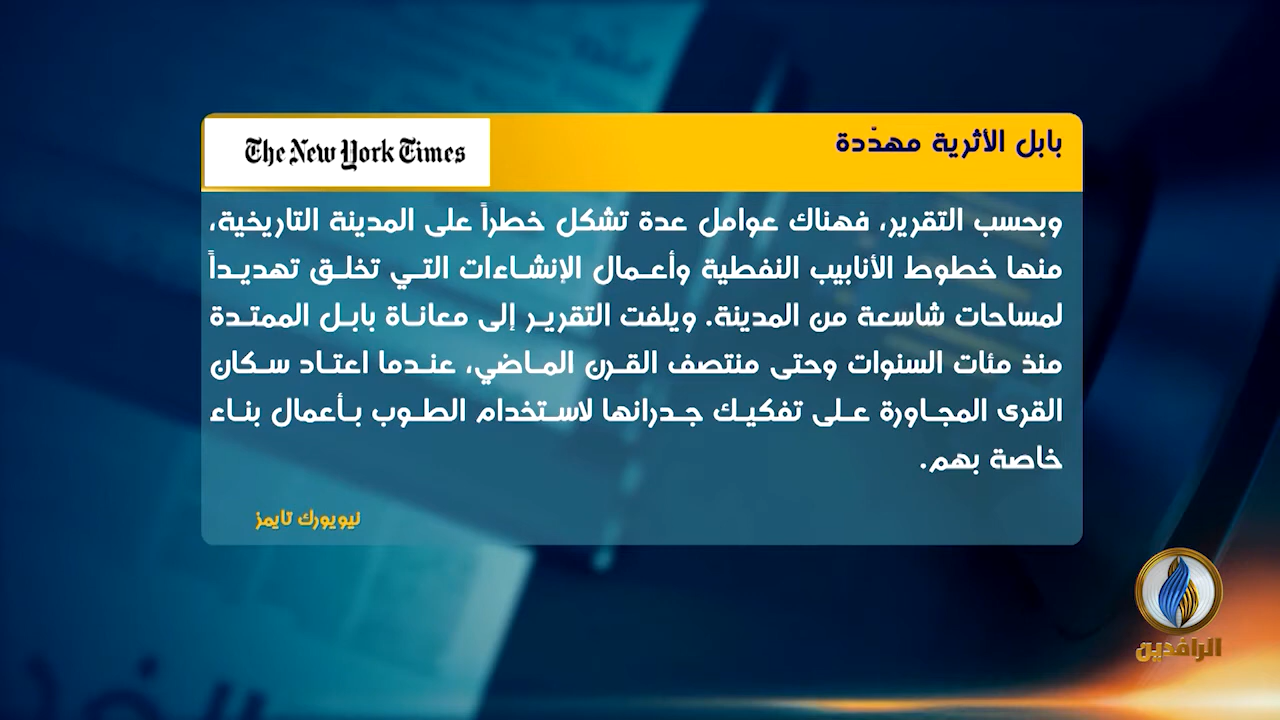 بابل الأثرية مهدّدة
The New York Times
وبحسب التقرير، فهناك عوامل عدة تشكل خطراً على المدينة التاريخية،
منها خطوط الأنابيب النفطية وأعمال الإنشاءات التي تخلق تهديداً
لمساحات شاسعة من المدينة. ويلفت التقرير إلى معاناة بابل الممتدة
منذ مئات السنوات وحتى منتصف القرن الماضي، عندما اعتاد سكان
القرى المجاورة على تفكيك جدرانها لاستخدام الطوب بأعمال بناء
خاصة بهم.
نيويورك تايمز
الرافدين